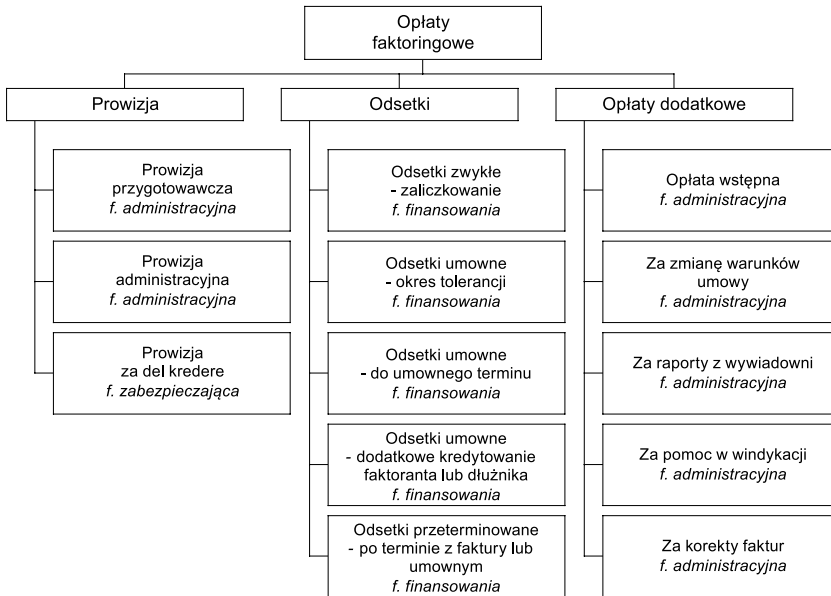 Opłaty
faktoringowe
Prowizja
Prowizja
przygotowawcza
f. administracyjna
Prowizja
administracyjna
f. administracyjna
Prowizja
za del kredere
f. zabezpieczająca
Odsetki
Odsetki zwykłe
- zaliczkowanie
f. finansowania
Odsetki umowne
- okres tolerancji
f. finansowania
Odsetki umowne
- do umownego terminu
f. finansowania
Odsetki umowne
- dodatkowe kredytowanie
faktoranta lub dłużnika
f. finansowania
Odsetki przeterminowane
- po terminie z faktury lub
umownym
f. finansowania
Opłaty dodatkowe
Opłata wstępna
f. administracyjna
Za zmianę warunków
umowy
f. administracyjna
Za raporty z wywiadowni
f. administracyjna
Za pomoc w windykacji
f. administracyjna
Za korekty faktur
f. administracyjna